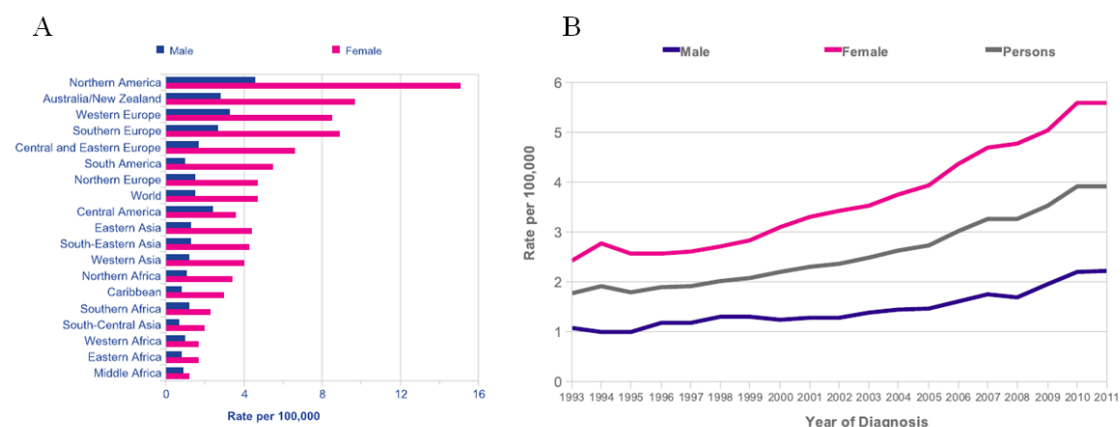 A
Male Female
Northern America
Australia/New Zealand
Western Europe
Southern Europe
Central and Eastern Europe
South America
Northern Europe
World
Central America
Eastern Asia
South-Eastern Asia
Western Asia
Northern Africa
Caribbean
Southern Africa
South-Central Asia
Western Africa
Eastern Africa
Middle Africa
0 4 8 12 16
Rate per 100,000
B
Male Female Persons
6
5
4
3
2
1
0
Rate per 100,000
1993 1994 1995 1996 1997 1998 1999 2000 2001 2002 2003 2004 2005 2006 2007 2008 2009 2010 2011
Year of Diagnosis